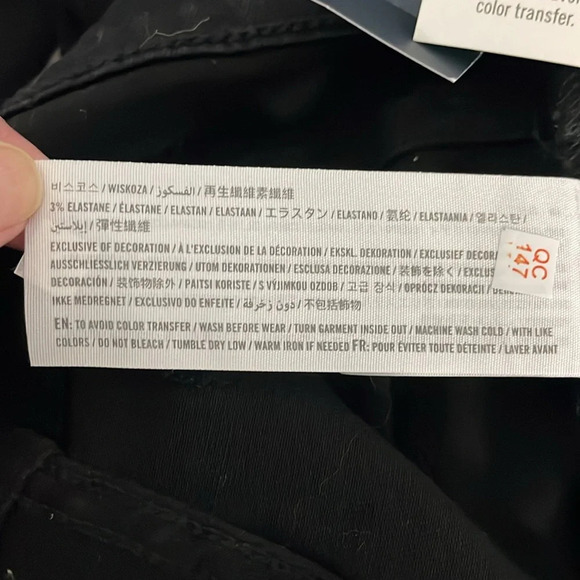 color transfer.
비스코스 / WISKOZA / الفسكوز / 再生纖維素纖維
3% ELASTANE / ÉLASTANE / ELASTAN / ELASTAAN / エラスタン / ELASTANO / 氨纶 / ELASTAANIA / 엘라스탄 /
إيلاستين / 彈性纖維
EXCLUSIVE OF DECORATION / À L'EXCLUSION DE LA DÉCORATION / EKSKL. DEKORATION / EXCLUSIEF
AUSSCHLIESSLICH VERZIERUNG / UTOM DEKORATIONEN / ESCLUSA DECORAZIONE / 装飾を除く /
DECORACIÓN / 装饰物除外 / PAITSI KORISTE / S VÝJIMKOU OZDOB / 고급 장식 / OPRÓCZ DEKORACJI /
IKKE MEDREGNET / EXCLUSIVO DO ENFEITE / دون زخرفة / 不包括飾物
QC
147
EN: TO AVOID COLOR TRANSFER / WASH BEFORE WEAR / TURN GARMENT INSIDE OUT / MACHINE WASH COLD / WITH LIKE
COLORS / DO NOT BLEACH / TUMBLE DRY LOW / WARM IRON IF NEEDED FR: POUR ÉVITER TOUTE DÉTEINTE / LAVER AVANT